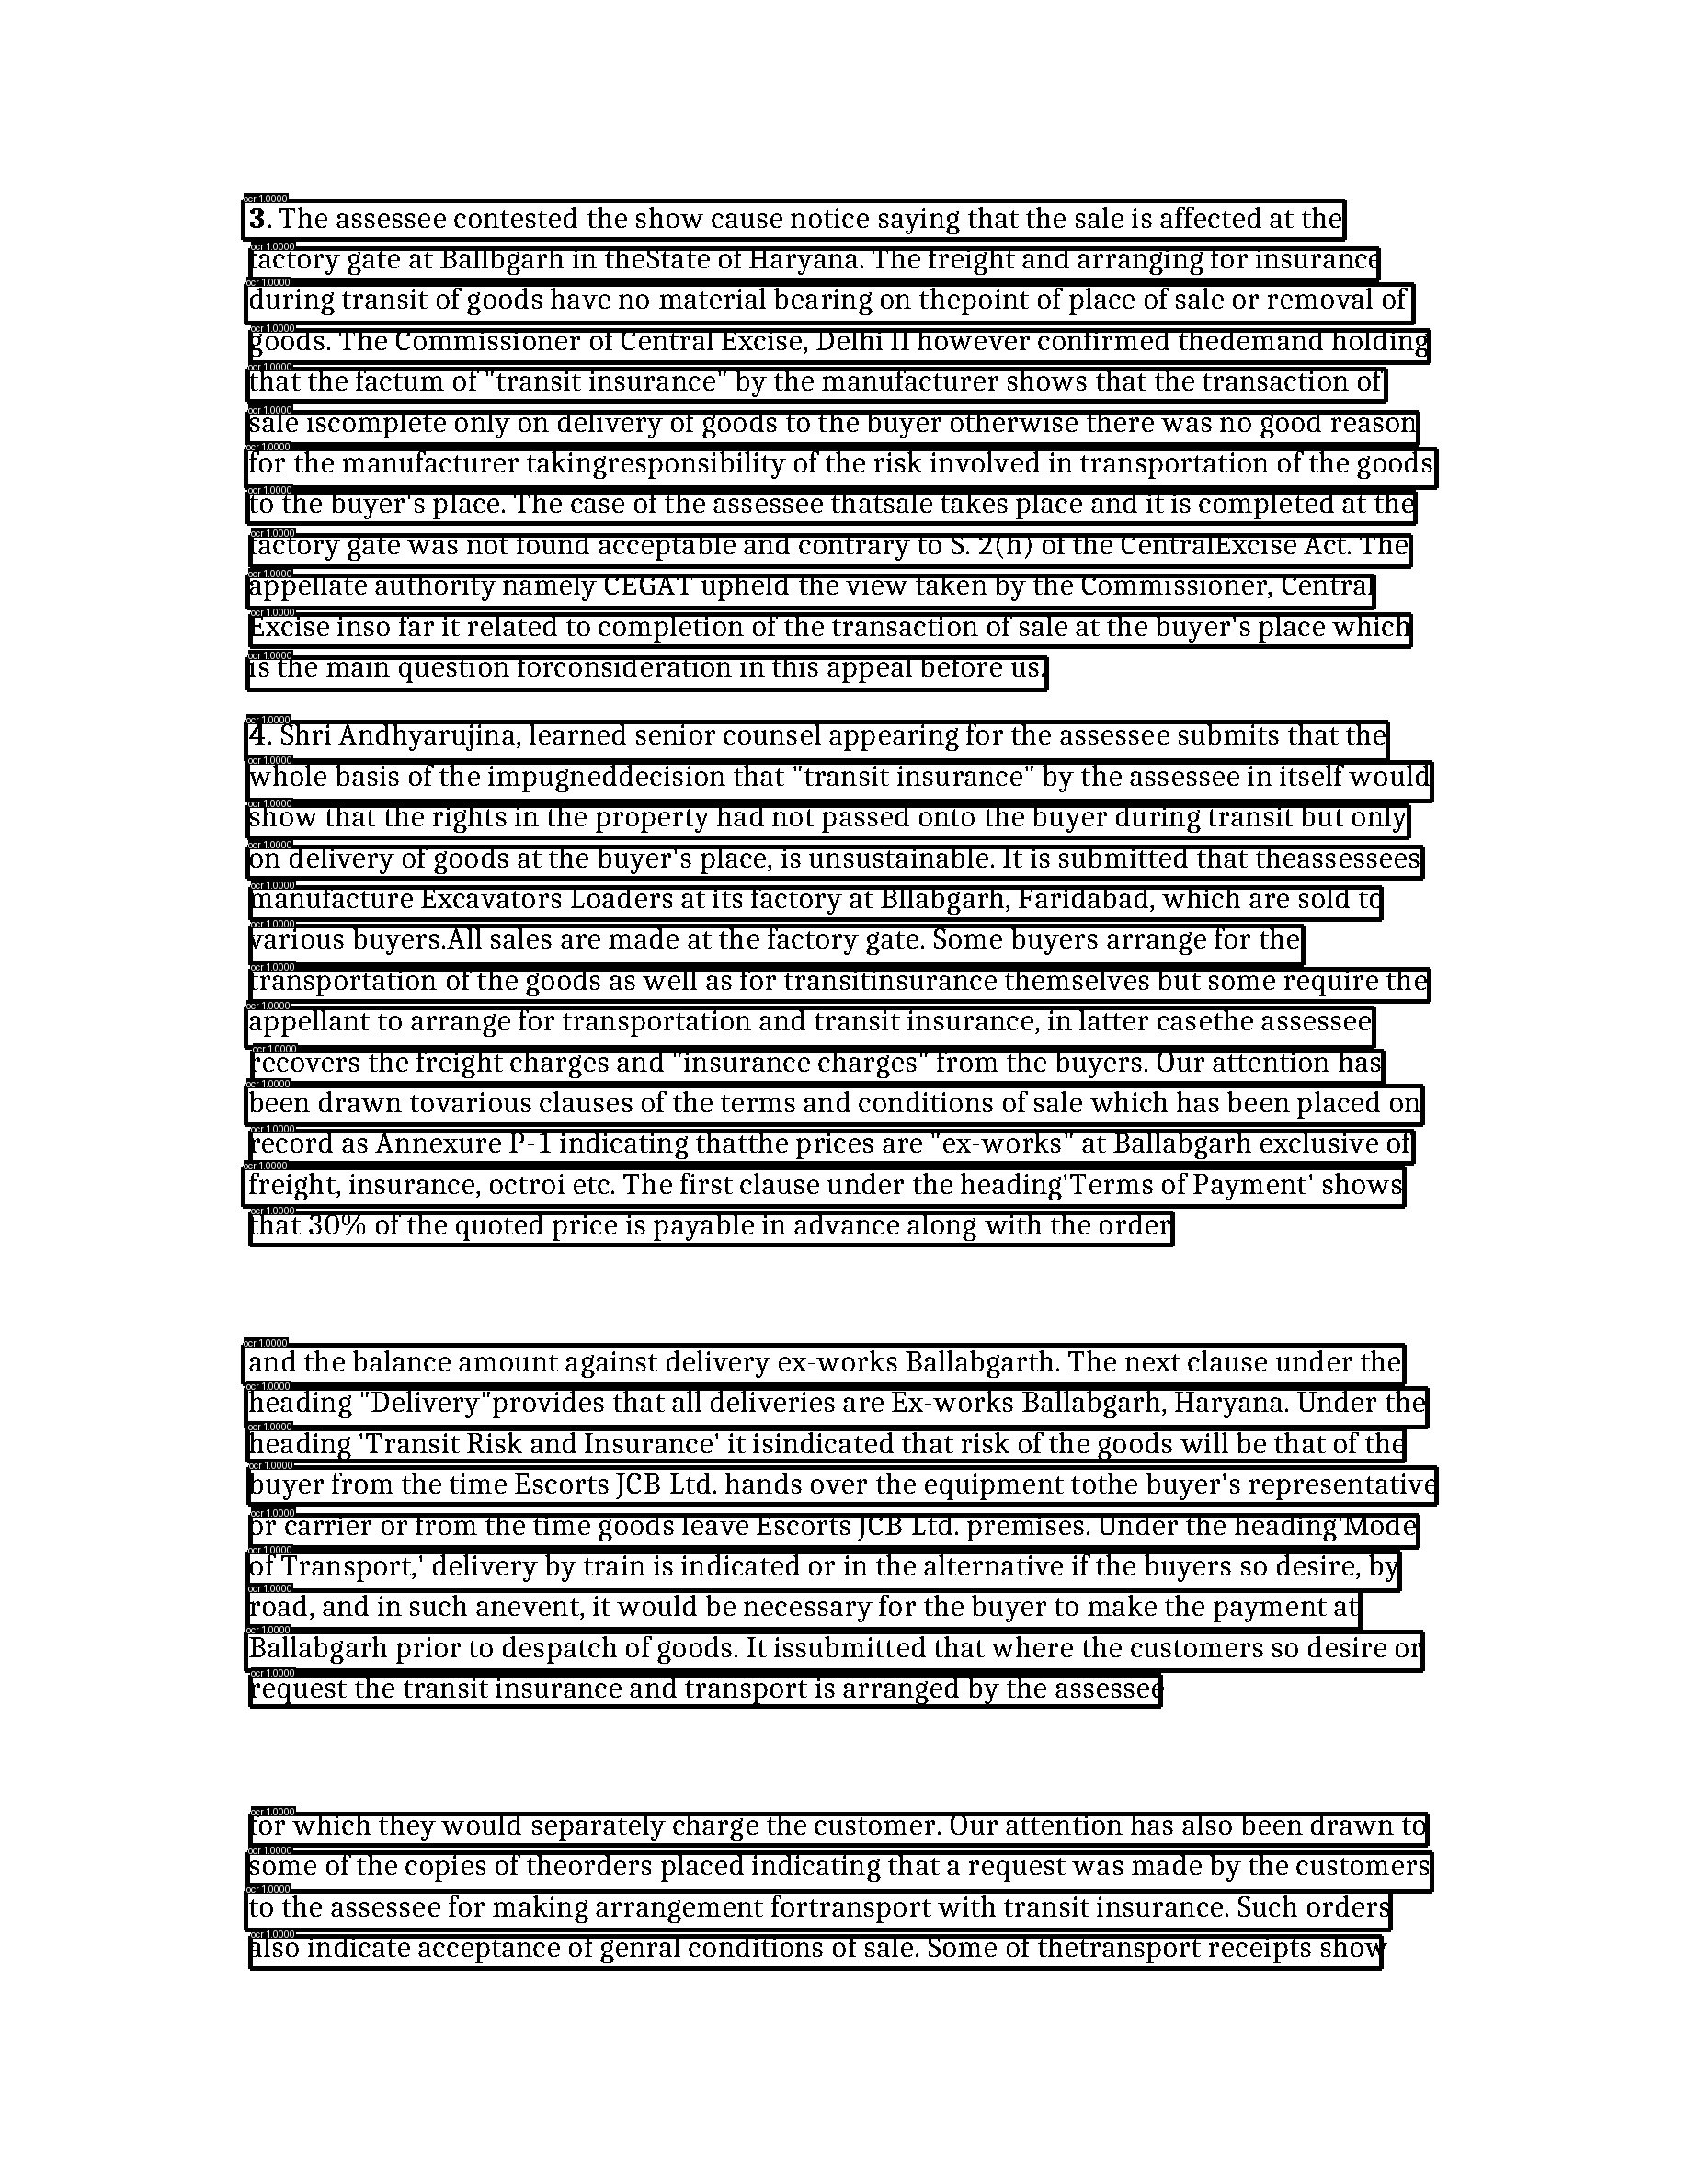 3. The assessee contested the show cause notice saying that the sale is affected at the
factory gate at Ballbgarh in theState of Haryana. The freight and arranging for insurance
during transit of goods have no material bearing on thepoint of place of sale or removal of
goods. The Commissioner of Central Excise, Delhi II however confirmed thedemand holding
that the factum of "transit insurance" by the manufacturer shows that the transaction of
sale iscomplete only on delivery of goods to the buyer otherwise there was no good reason
for the manufacturer takingresponsibility of the risk involved in transportation of the goods
to the buyer's place. The case of the assessee thatsale takes place and it is completed at the
factory gate was not found acceptable and contrary to S. 2(h) of the CentralExcise Act. The
appellate authority namely CEGAT upheld the view taken by the Commissioner, Central
Excise inso far it related to completion of the transaction of sale at the buyer's place which
is the main question forconsideration in this appeal before us.
4. Shri Andhyarujina, learned senior counsel appearing for the assessee submits that the
whole basis of the impugneddecision that "transit insurance" by the assessee in itself would
show that the rights in the property had not passed onto the buyer during transit but only
on delivery of goods at the buyer's place, is unsustainable. It is submitted that theassessees
manufacture Excavators Loaders at its factory at Bllabgarh, Faridabad, which are sold to
various buyers.All sales are made at the factory gate. Some buyers arrange for the
transportation of the goods as well as for transitinsurance themselves but some require the
appellant to arrange for transportation and transit insurance, in latter casethe assessee
recovers the freight charges and "insurance charges" from the buyers. Our attention has
been drawn tovarious clauses of the terms and conditions of sale which has been placed on
record as Annexure P-1 indicating thatthe prices are "ex-works" at Ballabgarh exclusive of
freight, insurance, octroi etc. The first clause under the heading'Terms of Payment' shows
that 30% of the quoted price is payable in advance along with the order
and the balance amount against delivery ex-works Ballabgarth. The next clause under the
heading "Delivery"provides that all deliveries are Ex-works Ballabgarh, Haryana. Under the
heading 'Transit Risk and Insurance' it isindicated that risk of the goods will be that of the
buyer from the time Escorts JCB Ltd. hands over the equipment tothe buyer's representative
or carrier or from the time goods leave Escorts JCB Ltd. premises. Under the heading'Mode
of Transport,' delivery by train is indicated or in the alternative if the buyers so desire, by
road, and in such anevent, it would be necessary for the buyer to make the payment at
Ballabgarh prior to despatch of goods. It issubmitted that where the customers so desire or
request the transit insurance and transport is arranged by the assessee
for which they would separately charge the customer. Our attention has also been drawn to
some of the copies of theorders placed indicating that a request was made by the customers
to the assessee for making arrangement fortransport with transit insurance. Such orders
also indicate acceptance of genral conditions of sale. Some of thetransport receipts show